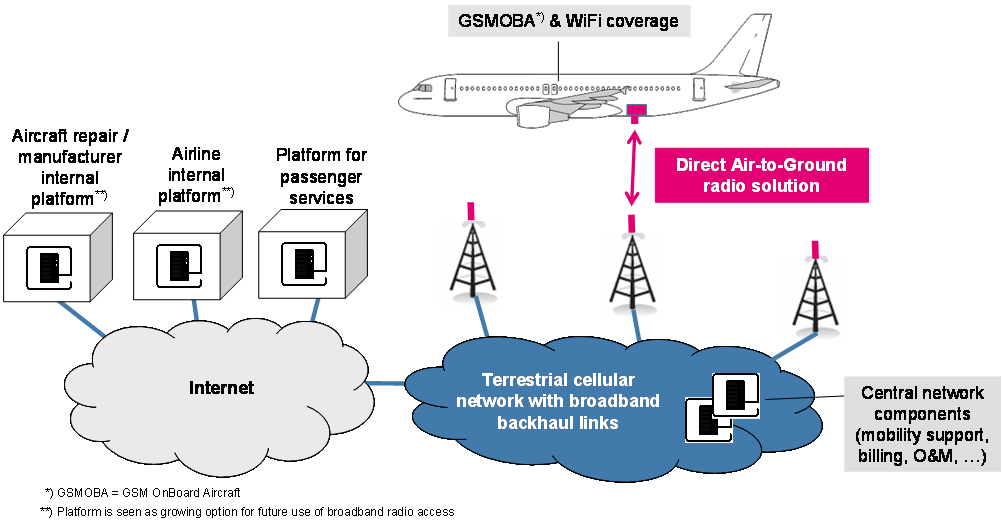 GSMOBA*) & WiFi coverage
Aircraft repair /
manufacturer
internal
platform**)
Airline
internal
platform**)
Platform for
passenger
services
Direct Air-to-Ground
radio solution
Internet
Terrestrial cellular
network with broadband
backhaul links
Central network
components
(mobility support,
billing, O&M, …)
*) GSMOBA = GSM OnBoard Aircraft
**) Platform is seen as growing option for future use of broadband radio access